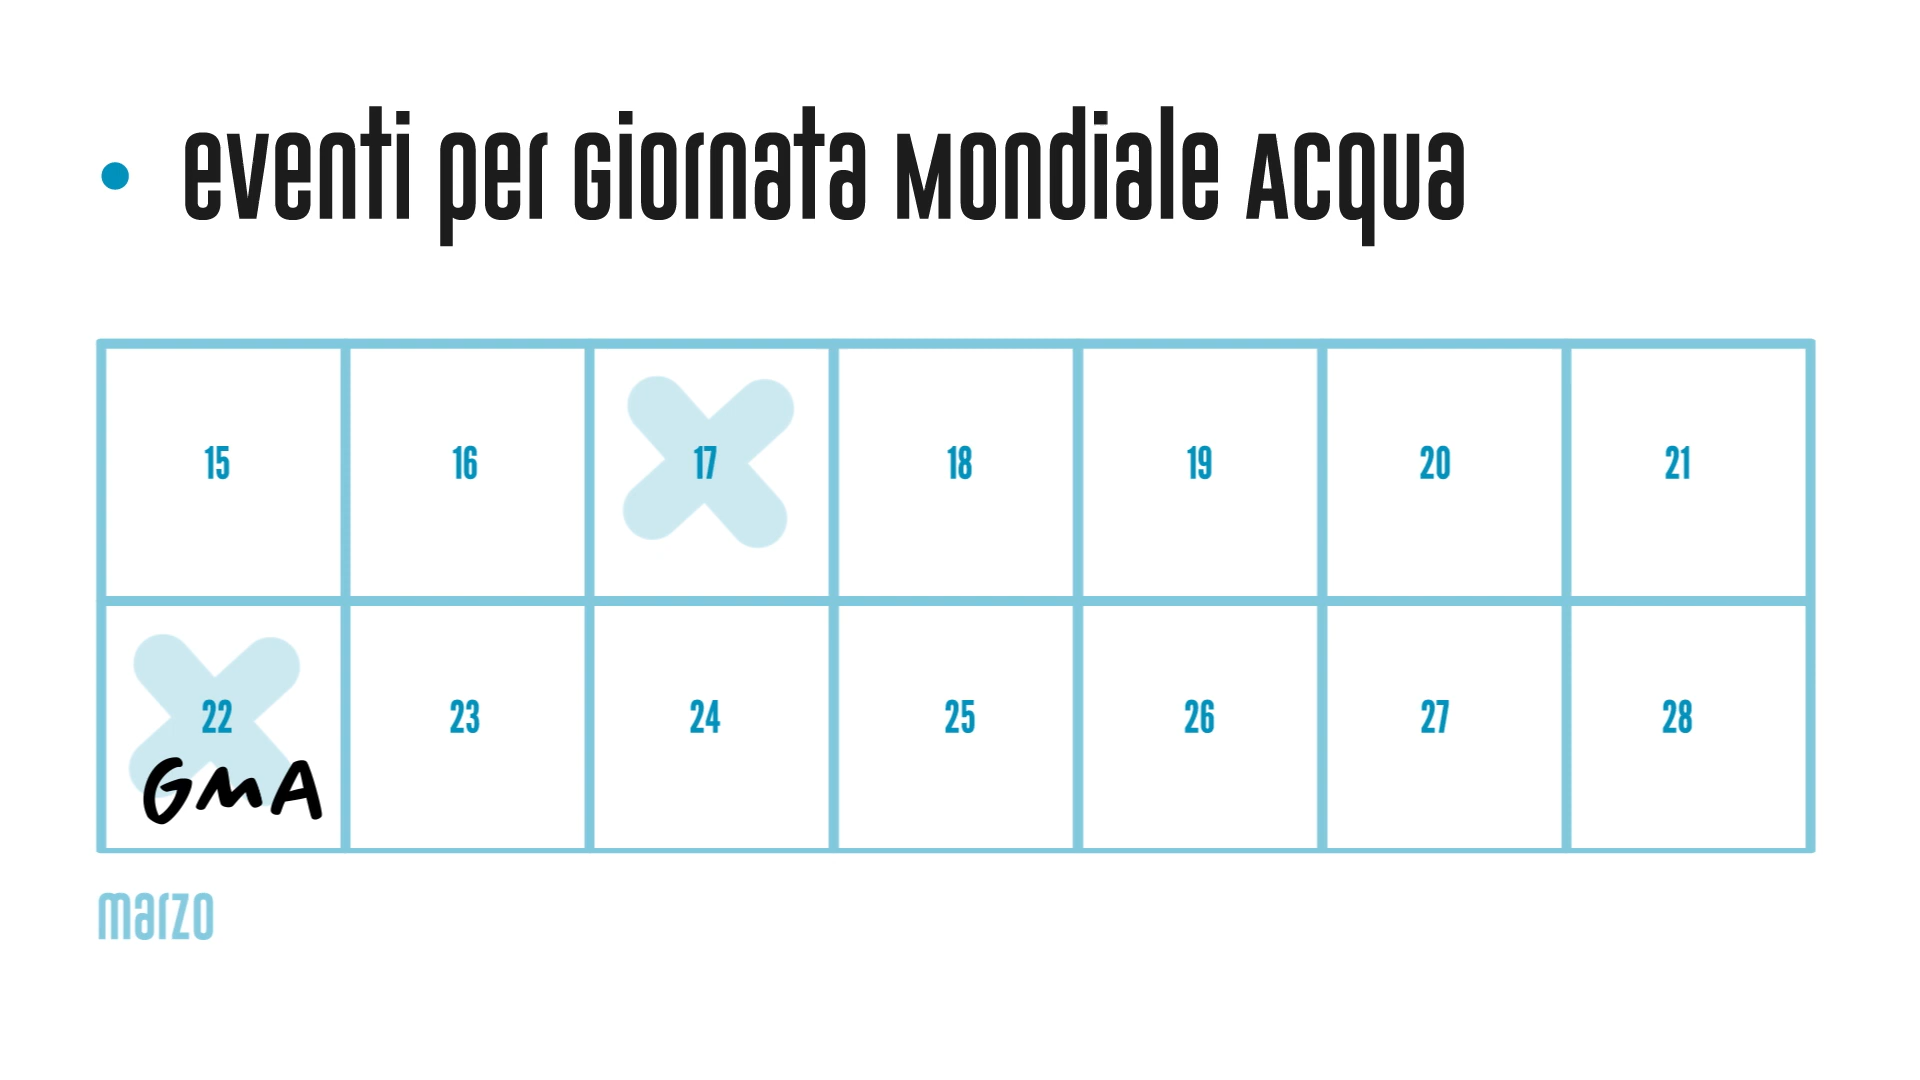 • eventi per Giornata Mondiale Acqua
15 16 17 18 19 20 21
22 23 24 25 26 27 28
GMA
marzo